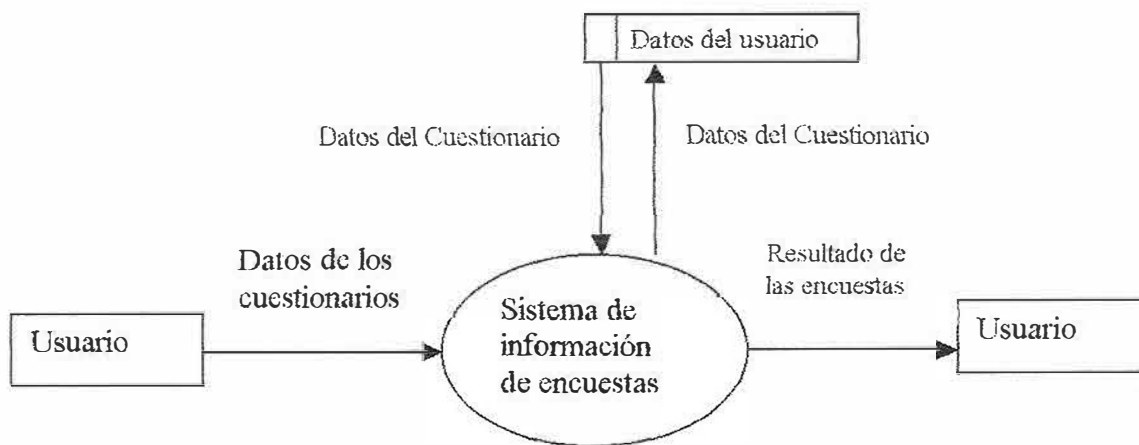 Datos del usuario
Datos del Cuestionario
Datos del Cuestionario
Datos de los
cuestionarios
Resultado de
las encuestas
Usuario
Sistema de
información
de encuestas
Usuario